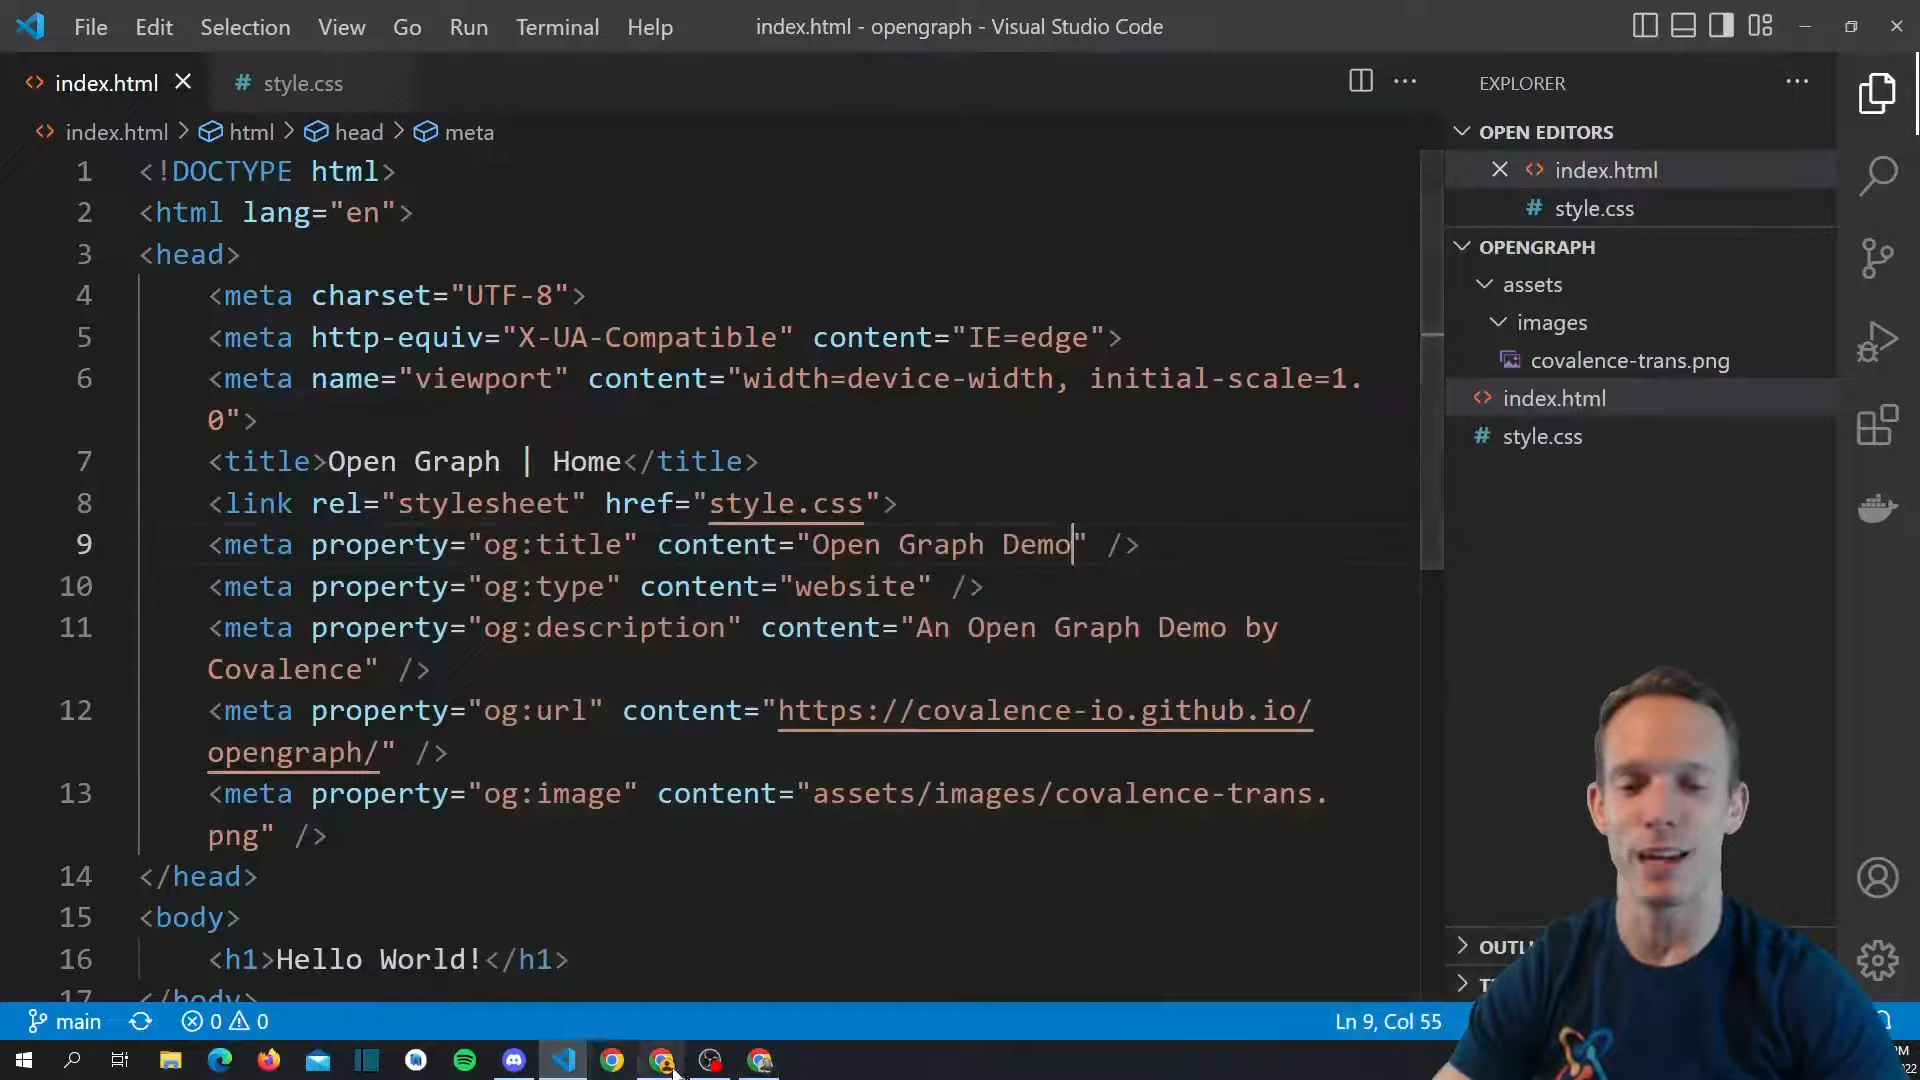 File Edit Selection View Go Run Terminal Help
index.html - opengraph - Visual Studio Code
index.html
# style.css
index.html > html > head > meta
1 <!DOCTYPE html>
2 <html lang="en">
3 <head>
4 <meta charset="UTF-8">
5 <meta http-equiv="X-UA-Compatible" content="IE=edge">
6 <meta name="viewport" content="width=device-width, initial-scale=1.
0">
7 <title>Open Graph | Home</title>
8 <link rel="stylesheet" href="style.css">
9 <meta property="og:title" content="Open Graph Demo" />
10 <meta property="og:type" content="website" />
11 <meta property="og:description" content="An Open Graph Demo by
Covalence" />
12 <meta property="og:url" content="https://covalence-io.github.io/
opengraph/" />
13 <meta property="og:image" content="assets/images/covalence-trans.
png" />
14 </head>
15 <body>
16 <h1>Hello World!</h1>
17 </body>
EXPLORER
OPEN EDITORS
index.html
# style.css
OPENGRAPH
assets
images
covalence-trans.png
index.html
# style.css
main
0
0
Ln 9, Col 55